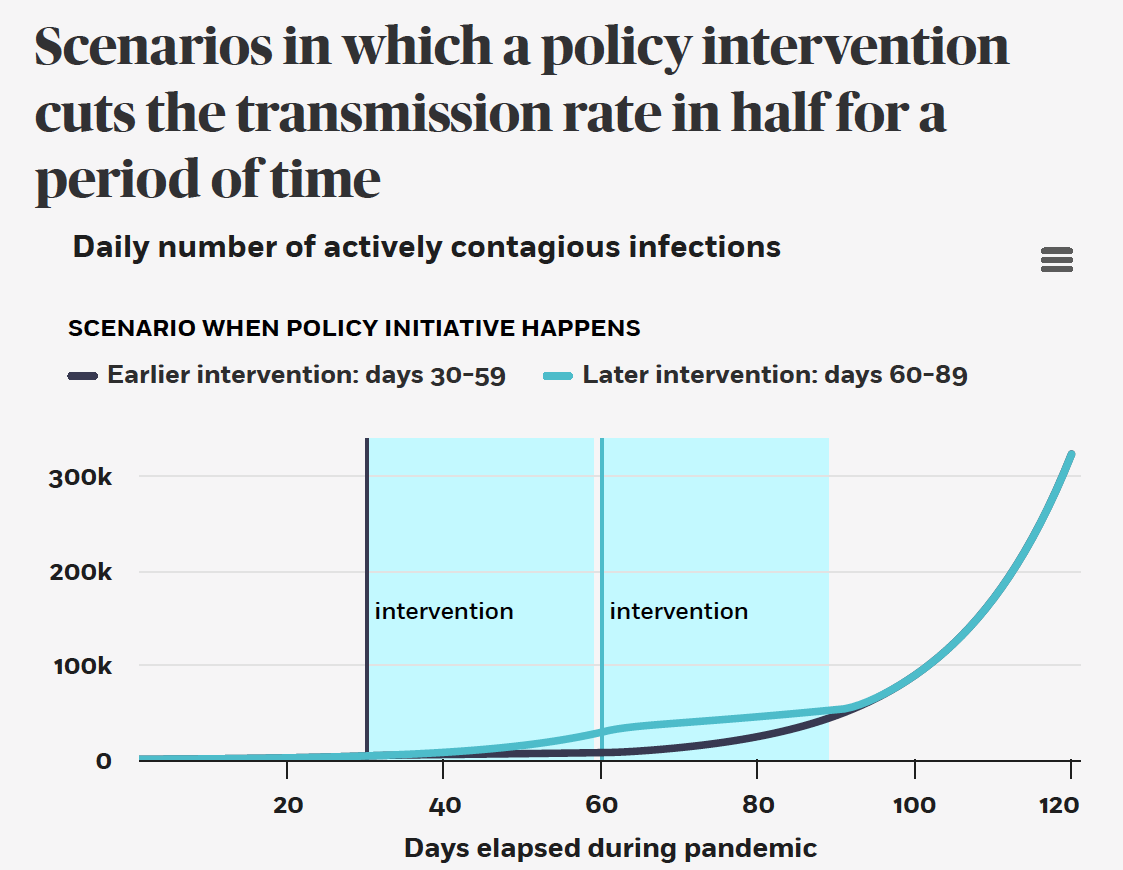 Scenarios in which a policy intervention
cuts the transmission rate in half for a
period of time
Daily number of actively contagious infections
SCENARIO WHEN POLICY INITIATIVE HAPPENS
Earlier intervention: days 30-59 Later intervention: days 60-89
300k
200k
100k
0
intervention intervention
20 40 60 80 100 120
Days elapsed during pandemic